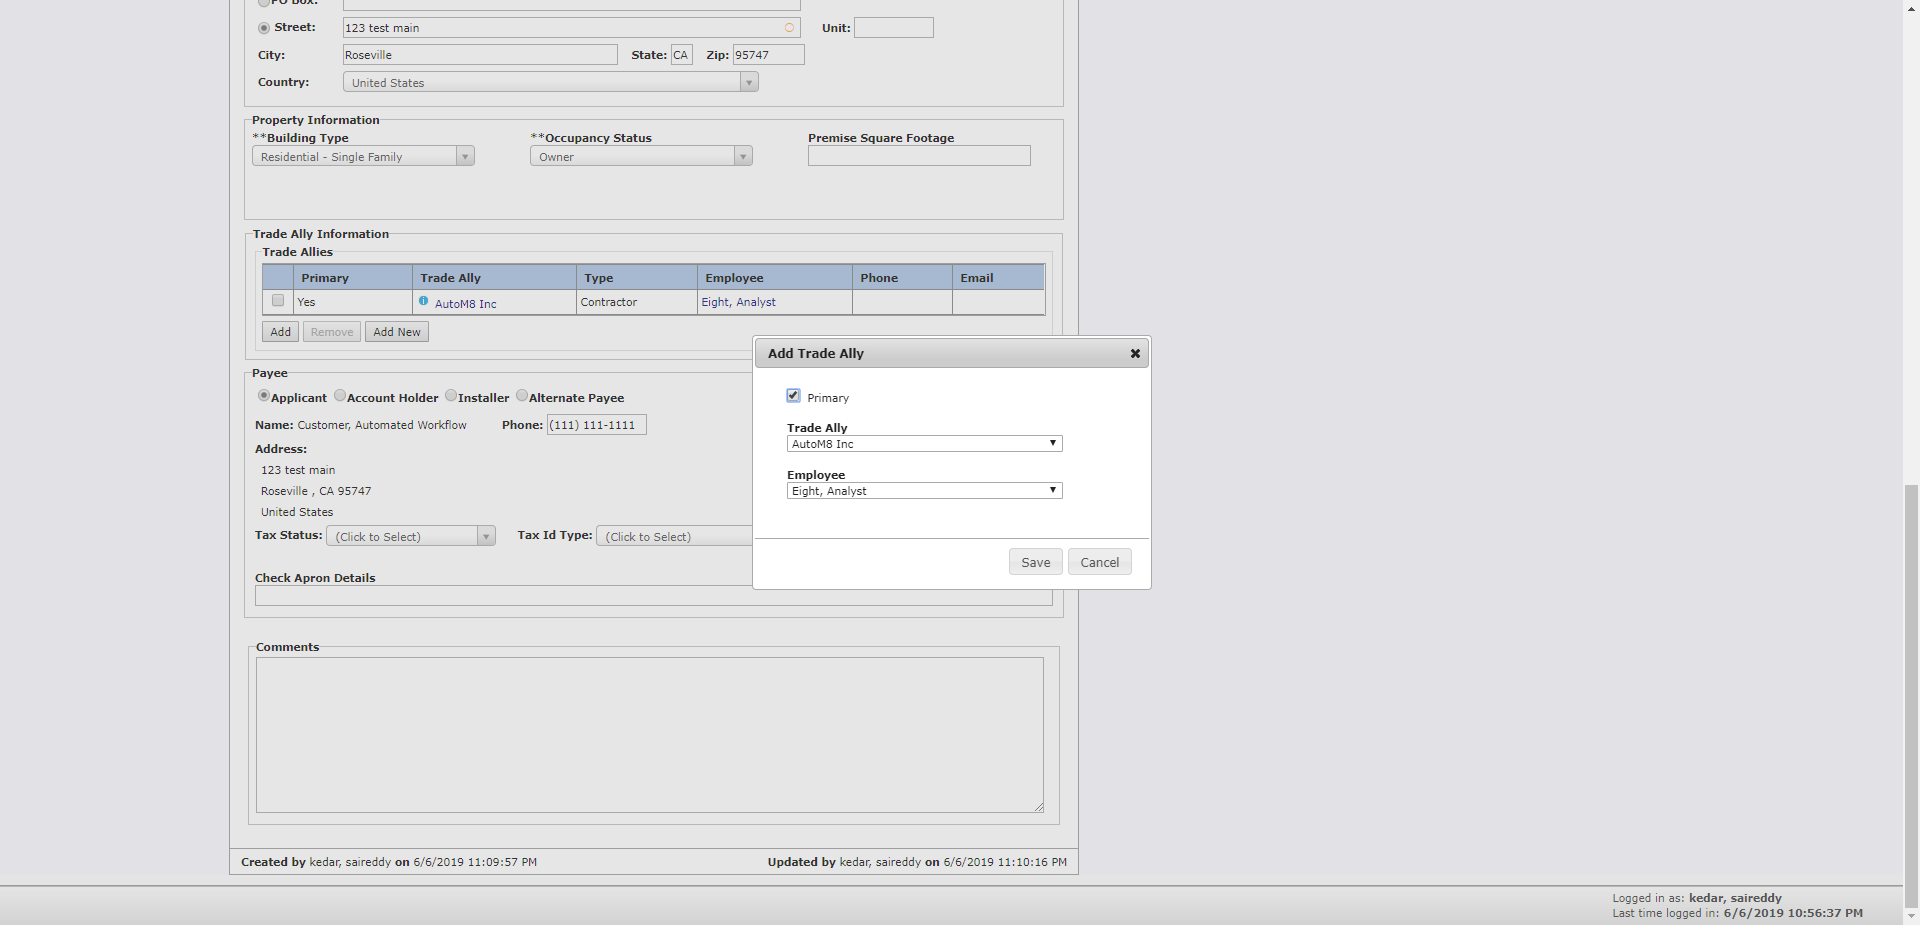 PO Box:
Street: 123 test main Unit:
City: Roseville State: CA Zip: 95747
Country: United States
Property Information
**Building Type **Occupancy Status Premise Square Footage
Residential - Single Family Owner
Trade Ally Information
Trade Allies
Primary Trade Ally Type Employee Phone Email
Yes AutoM8 Inc Contractor Eight, Analyst
Add Remove Add New
Payee
Applicant Account Holder Installer Alternate Payee
Name: Customer, Automated Workflow Phone: (111) 111-1111
Address:
123 test main
Roseville , CA 95747
United States
Tax Status: (Click to Select) Tax Id Type: (Click to Select)
Check Apron Details
Add Trade Ally
Primary
Trade Ally
AutoM8 Inc
Employee
Eight, Analyst
Save Cancel
Comments
Created by kedar, saireddy on 6/6/2019 11:09:57 PM Updated by kedar, saireddy on 6/6/2019 11:10:16 PM
Logged in as: kedar, saireddy
Last time logged in: 6/6/2019 10:56:37 PM